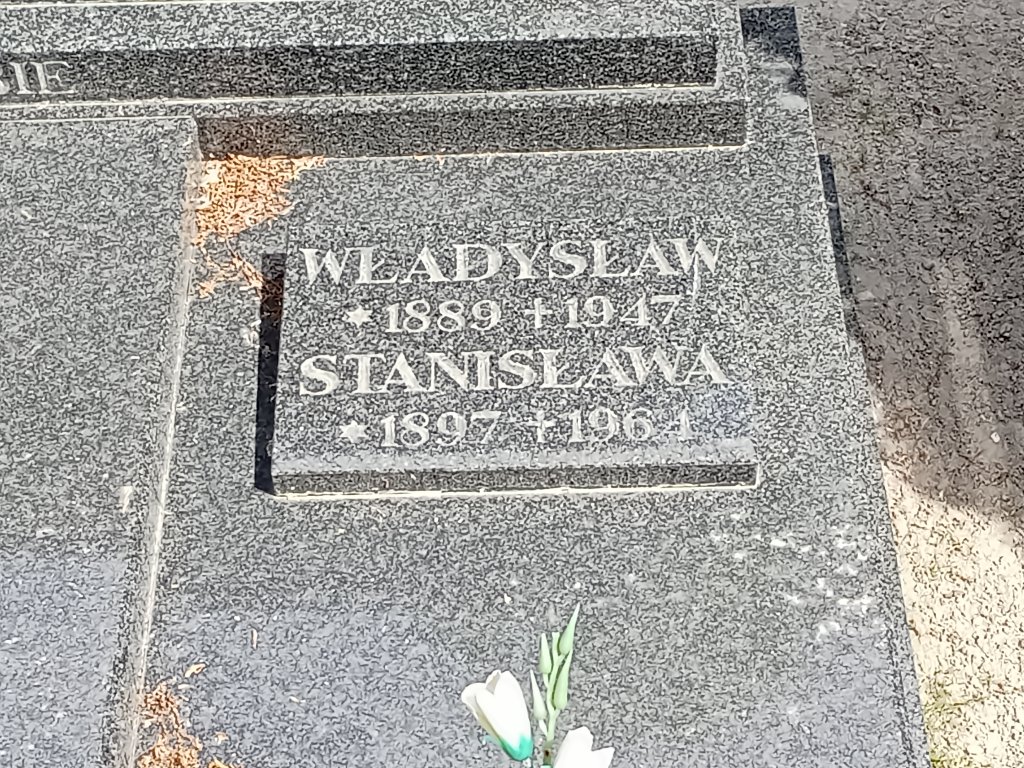 WŁADYSŁAW
*1889 †1947
STANISŁAWA
*1897 †1964